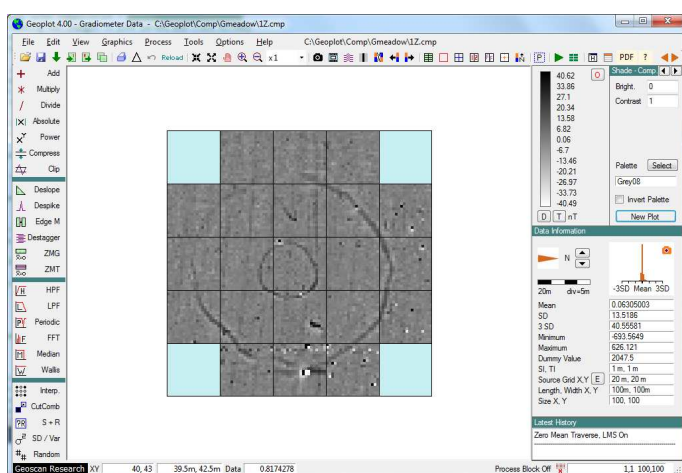 Geoplot 4.00 - Gradiometer Data - C:\Geoplot\Comp\Gmeadow\1Z.cmp
File Edit View Graphics Process Tools Options Help C:\Geoplot\Comp\Gmeadow\1Z.cmp
Reload x1 P H PDF ?
Add
Multiply
Divide
Absolute
Power
Compress
Clip
Deslope
Despike
Edge M
Destagger
ZMG
ZMT
HPF
LPF
Periodic
FFT
Median
Wallis
Interp.
CutComb
S + R
SD / Var
Random
40.62
33.86
27.1
20.34
13.58
6.82
0.06
-6.7
-13.46
-20.21
-26.97
-33.73
-40.49
D T nT
O
Shade - Comp
Bright. 0
Contrast 1
Palette Select
Grey08
Invert Palette
New Plot
Data Information
N
20m div=5m
-3SD Mean 3SD
Mean 0.06305003
SD 13.5186
3 SD 40.55581
Minimum -693.5649
Maximum 626.121
Dummy Value 2047.5
SI, TI 1 m, 1 m
Source Grid X,Y E 20 m, 20 m
Length, Width X, Y 100m, 100m
Size X, Y 100, 100
Latest History
Zero Mean Traverse, LMS On
Geoscan Research XY 40, 43 39.5m, 42.5m Data 0.8174278 Process Block Off 1,1 100,100